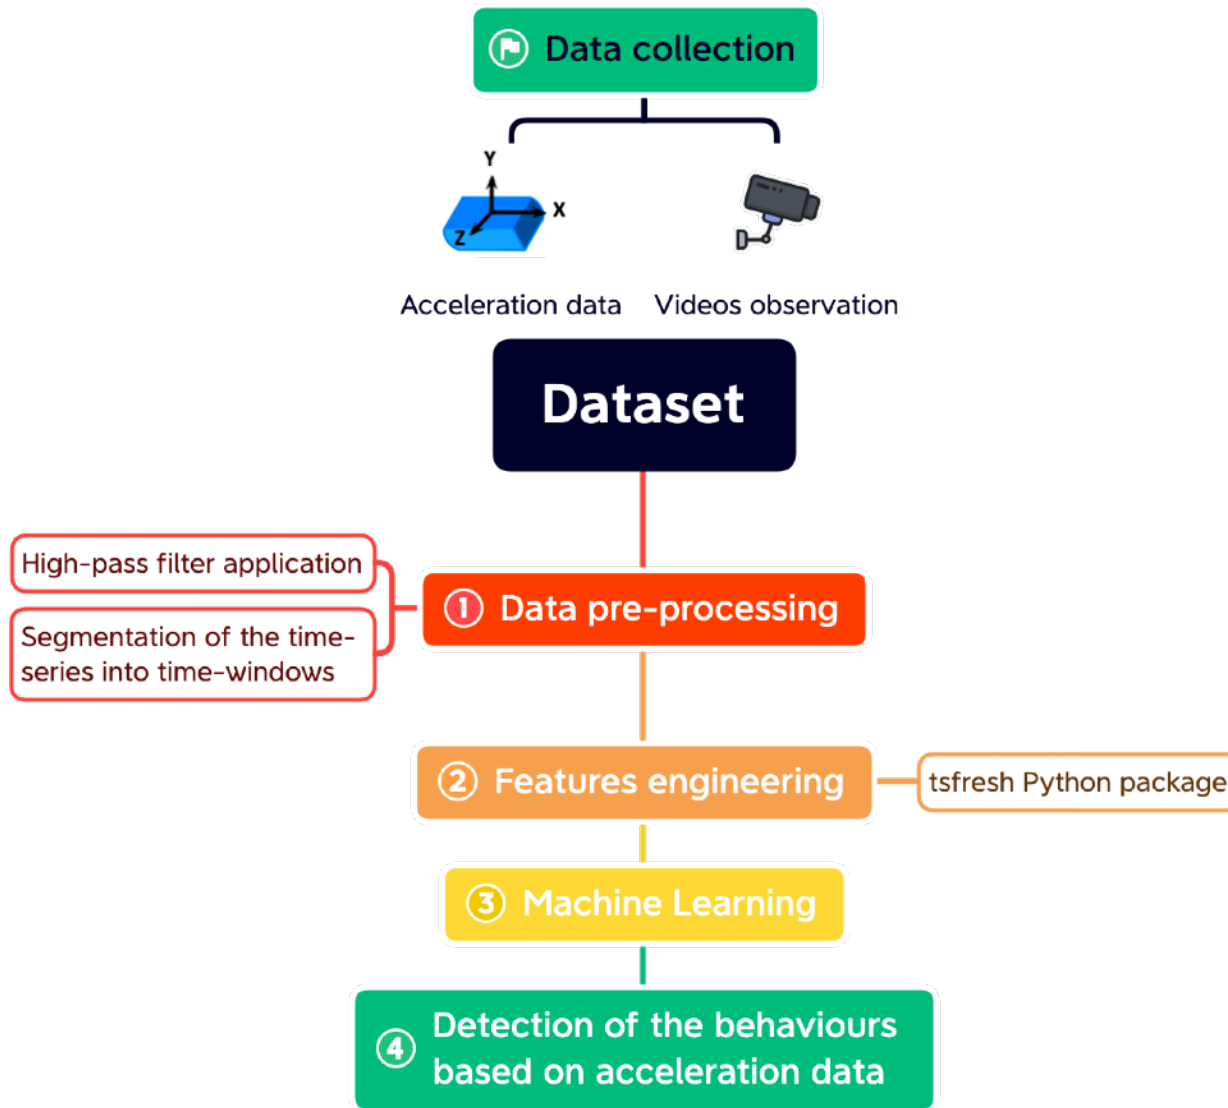 Data collection
Y
X
Z
Acceleration data
Videos observation
Dataset
High-pass filter application
Segmentation of the time-
series into time-windows
1 Data pre-processing
2 Features engineering
tsfresh Python package
3 Machine Learning
4 Detection of the behaviours
based on acceleration data